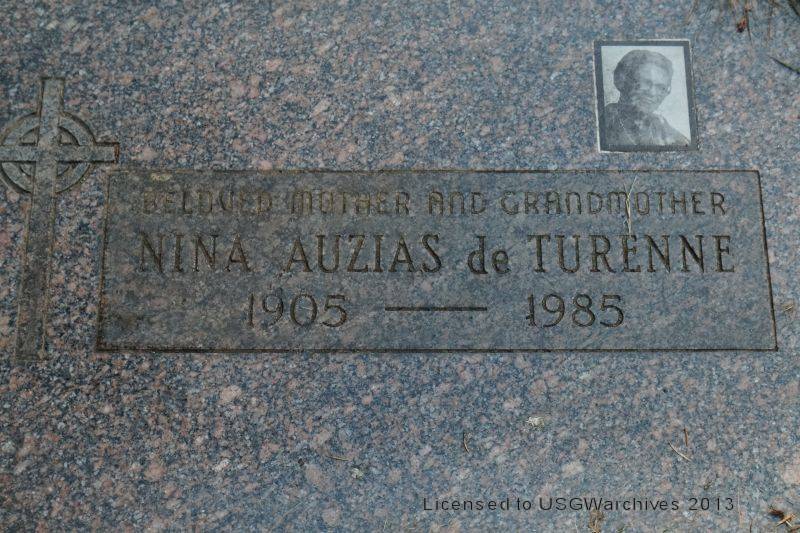 BELOVED MOTHER AND GRANDMOTHER
NINA AUZIAS de TURENNE
1905 — 1985
Licensed to USGWarchives 2013